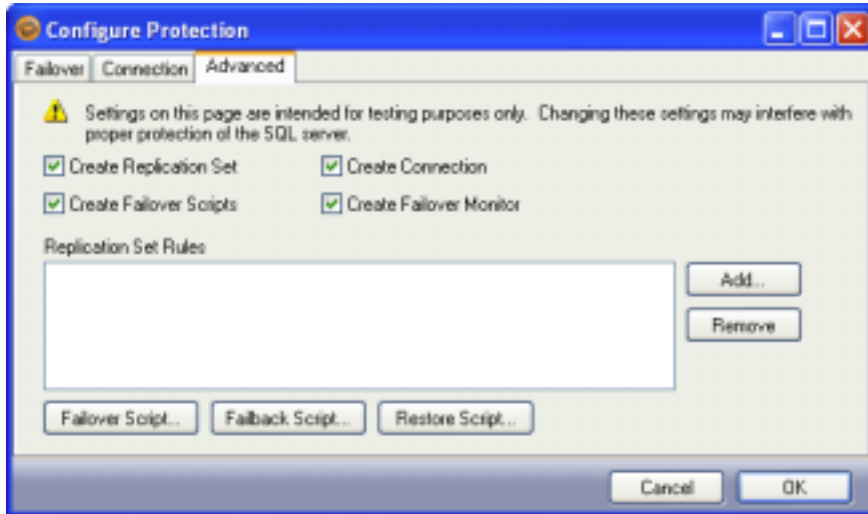 Configure Protection
Failover Connection Advanced
Settings on this page are intended for testing purposes only. Changing these settings may interfere with
proper protection of the SQL server.
Create Replication Set Create Connection
Create Failover Scripts Create Failover Monitor
Replication Set Rules
Add...
Remove
Failover Script... Failback Script... Restore Script...
Cancel OK